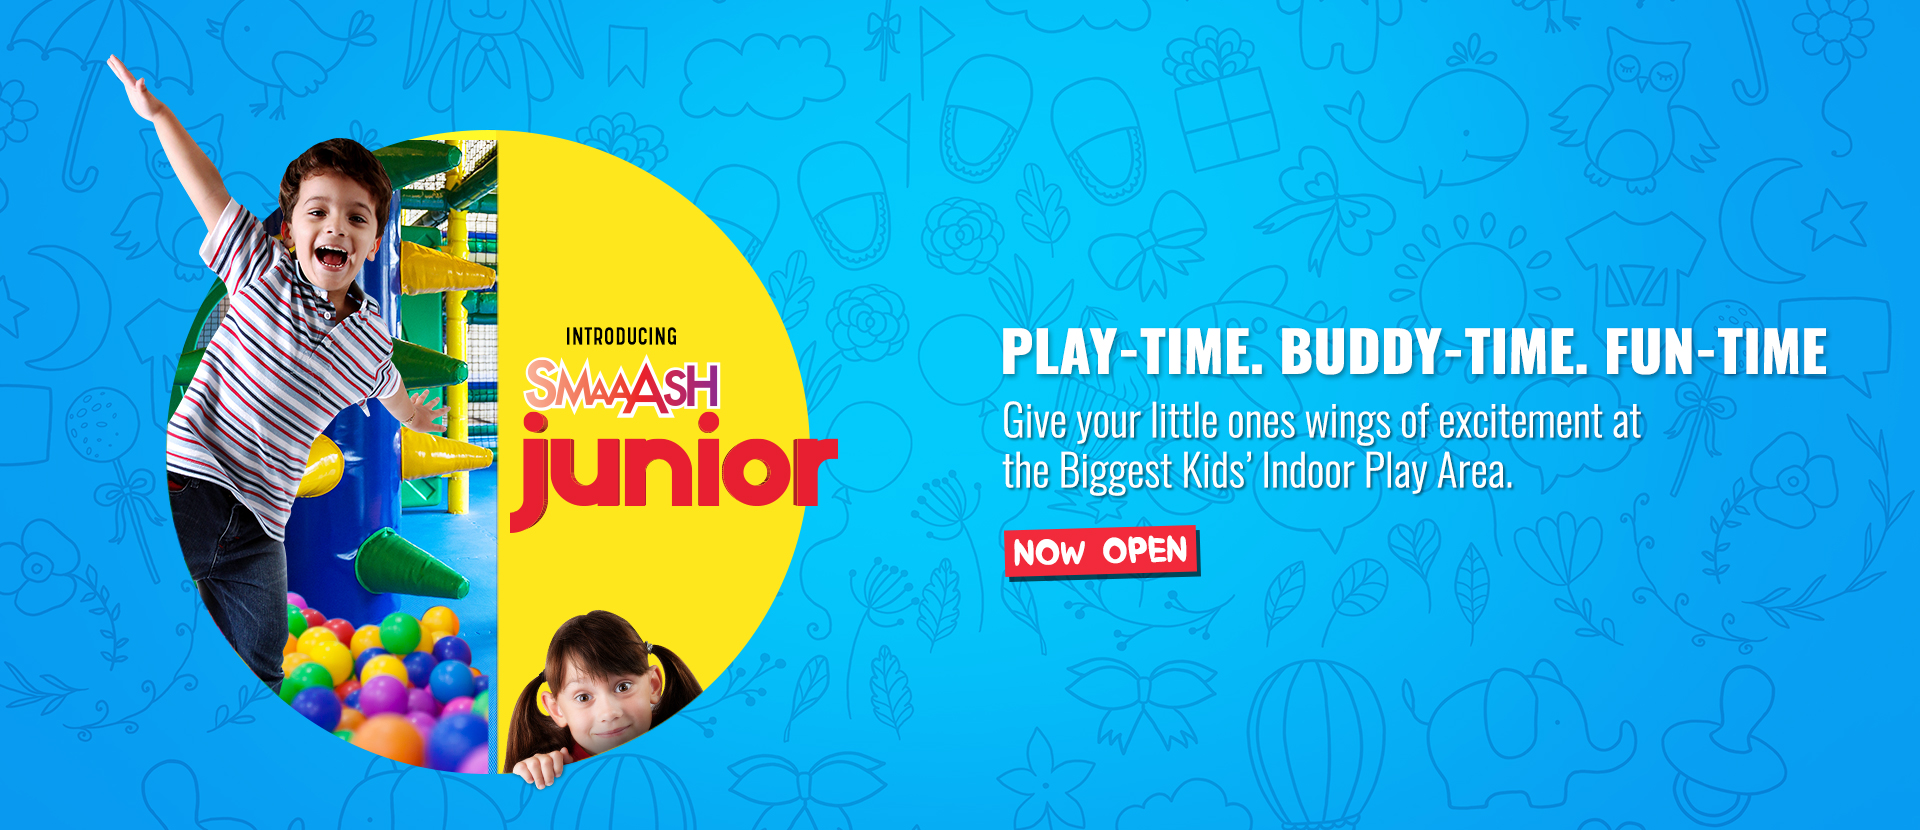 INTRODUCING
SMAAASH
junior
PLAY-TIME. BUDDY-TIME. FUN-TIME
Give your little ones wings of excitement at
the Biggest Kids’ Indoor Play Area.
NOW OPEN